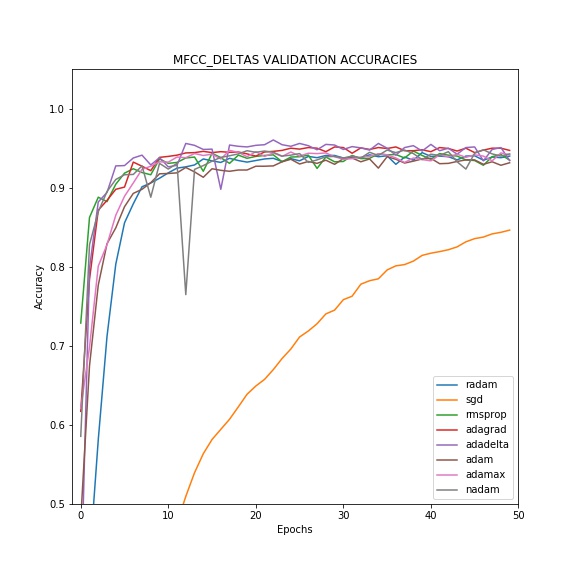 MFCC_DELTAS VALIDATION ACCURACIES
1.0
0.9
0.8
0.7
0.6
0.5
Accuracy
0
10
20
30
40
50
Epochs
radam
sgd
rmsprop
adagrad
adadelta
adam
adamax
nadam